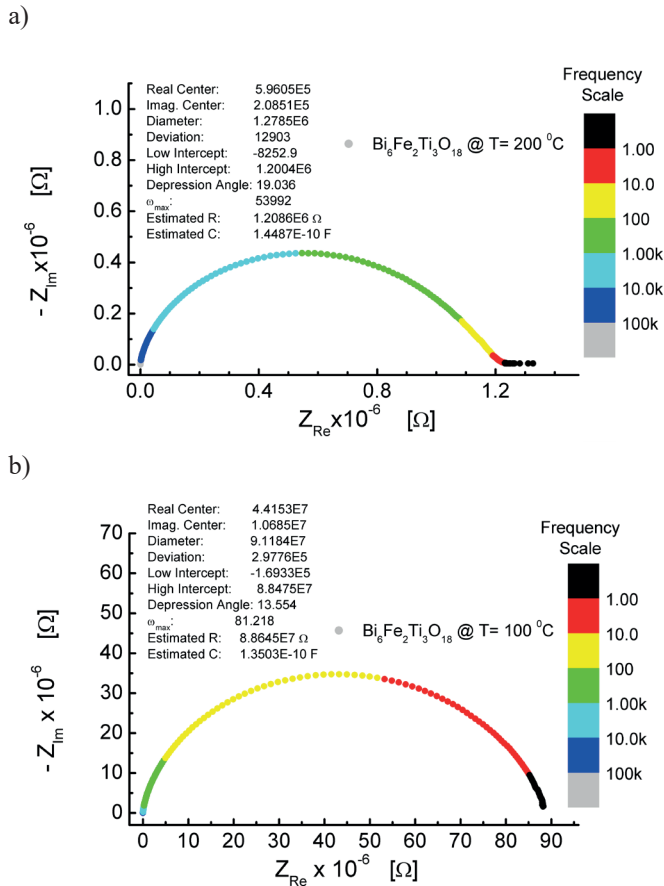 a)
Real Center: 5.9605E5
Imag. Center: 2.0851E5
Diameter: 1.2785E6
Deviation: 12903
Low Intercept: -8252.9
High Intercept: 1.2004E6
Depression Angle: 19.036
ω_max: 53992
Estimated R: 1.2086E6 Ω
Estimated C: 1.4487E-10 F
Bi₆Fe₂Ti₃O₁₈ @ T= 200 ⁰C
Frequency
Scale
1.00
10.0
100
1.00k
10.0k
100k
- Z_Im x10⁻⁶ [Ω]
1.0
0.8
0.6
0.4
0.2
0.0
0.0 0.4 0.8 1.2
Z_Re x10⁻⁶ [Ω]
b)
Real Center: 4.4153E7
Imag. Center: 1.0685E7
Diameter: 9.1184E7
Deviation: 2.9776E5
Low Intercept: -1.6933E5
High Intercept: 8.8475E7
Depression Angle: 13.554
ω_max: 81.218
Estimated R: 8.8645E7 Ω
Estimated C: 1.3503E-10 F
Bi₆Fe₂Ti₃O₁₈ @ T= 100 ⁰C
Frequency
Scale
1.00
10.0
100
1.00k
10.0k
100k
- Z_Im x 10⁻⁶ [Ω]
70
60
50
40
30
20
10
0
0 10 20 30 40 50 60 70 80 90
Z_Re x 10⁻⁶ [Ω]